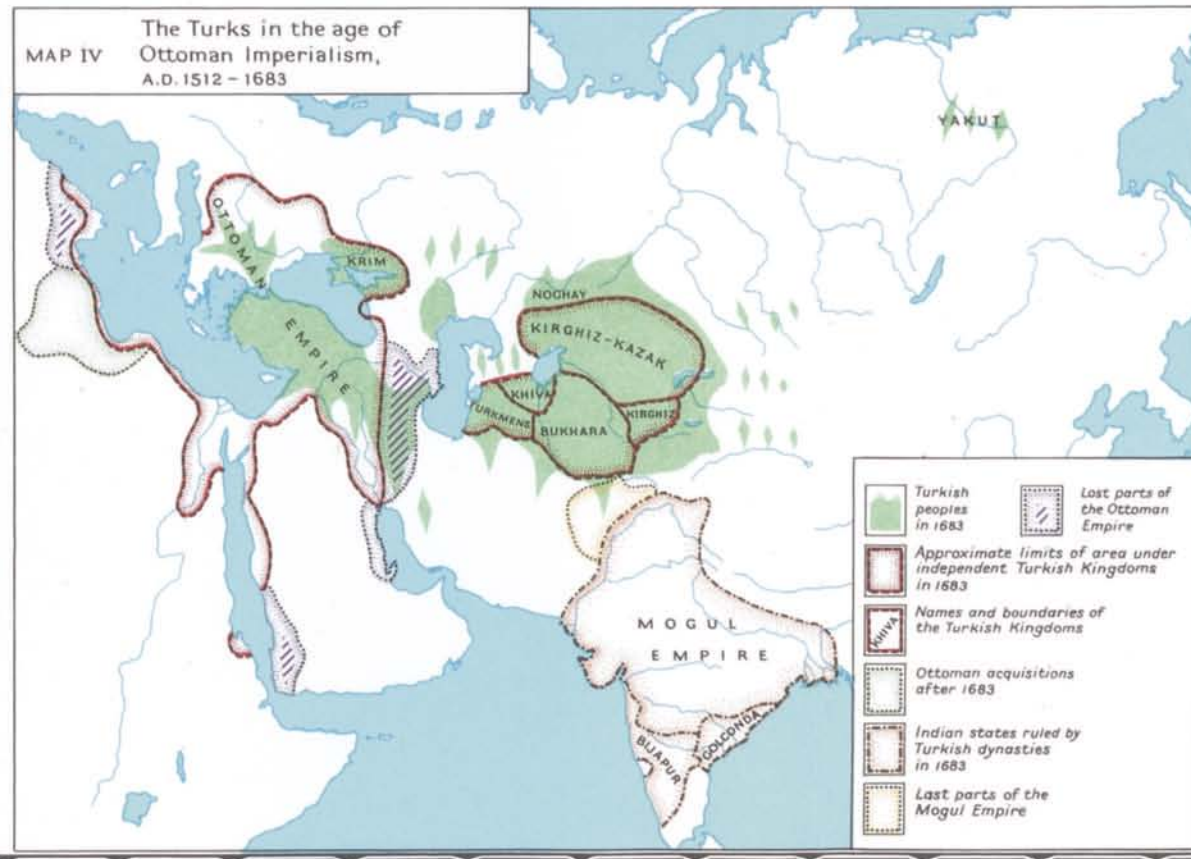 MAP IV
The Turks in the age of
Ottoman Imperialism,
A.D. 1512 – 1683
YAKUT
OTTOMAN
EMPIRE
KRIM
NOGHAY
KIRGHIZ-KAZAK
KHIVA
TURKMENS
BUKHARA
KIRGHIZ
MOGUL
EMPIRE
BIJAPUR
GOLCONDA
Turkish
peoples
in 1683
Lost parts of
the Ottoman
Empire
Approximate limits of area under
independent Turkish Kingdoms
in 1683
KHIVA
Names and boundaries of
the Turkish Kingdoms
Ottoman acquisitions
after 1683
Indian states ruled by
Turkish dynasties
in 1683
Last parts of the
Mogul Empire